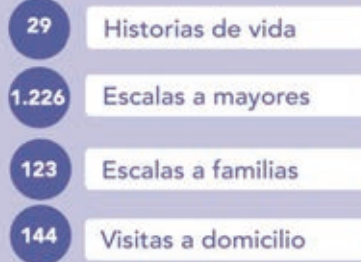 29 Historias de vida
1.226 Escalas a mayores
123 Escalas a familias
144 Visitas a domicilio